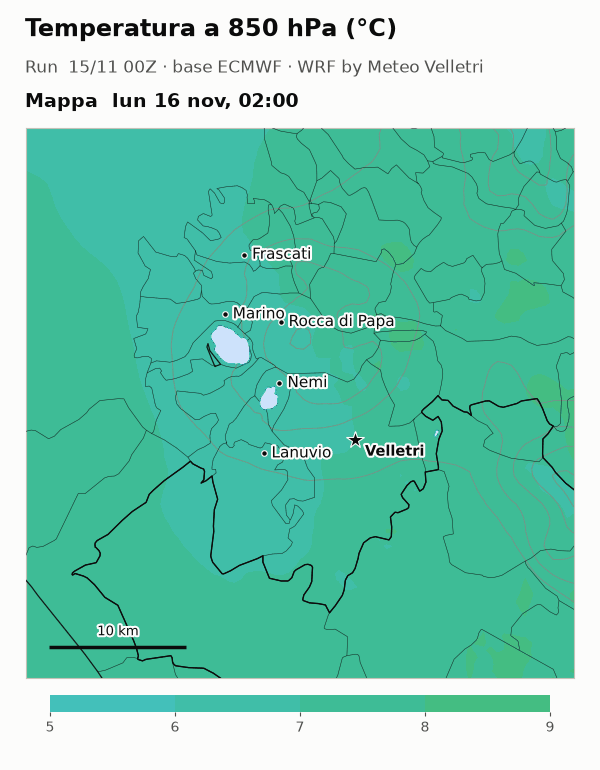 Temperatura a 850 hPa (°C)
Run  15/11 00Z · base ECMWF · WRF by Meteo Velletri
Mappa  lun 16 nov, 02:00
Frascati
Marino
Rocca di Papa
Nemi
Velletri
Lanuvio
10 km
5 6 7 8 9